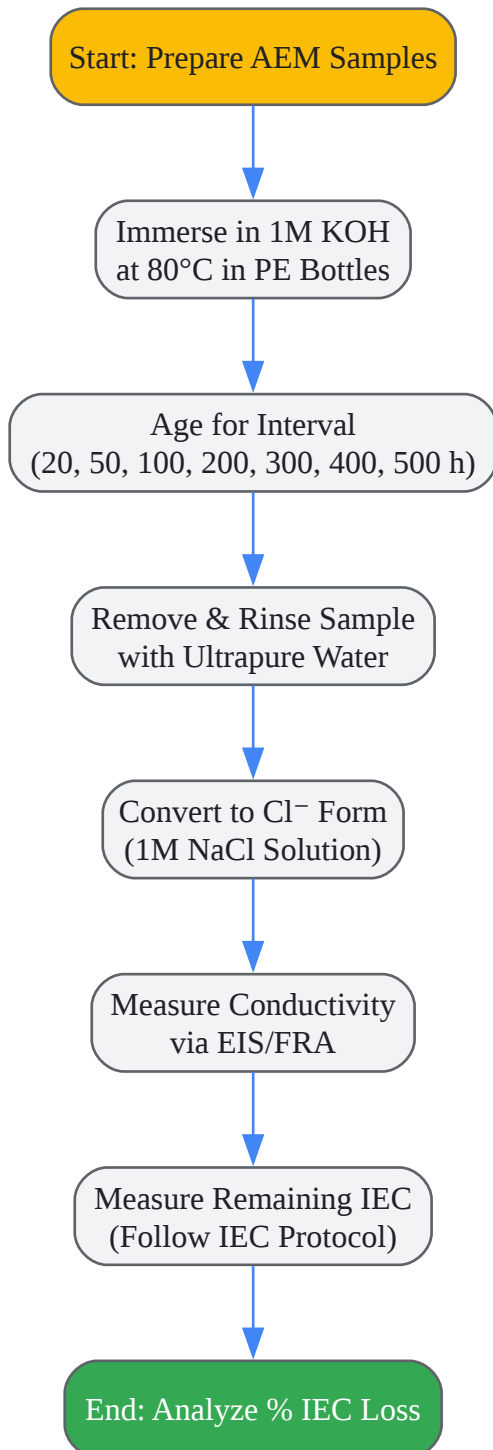 Start: Prepare AEM Samples
Immerse in 1M KOH
at 80°C in PE Bottles
Age for Interval
(20, 50, 100, 200, 300, 400, 500 h)
Remove & Rinse Sample
with Ultrapure Water
Convert to Cl⁻ Form
(1M NaCl Solution)
Measure Conductivity
via EIS/FRA
Measure Remaining IEC
(Follow IEC Protocol)
End: Analyze % IEC Loss